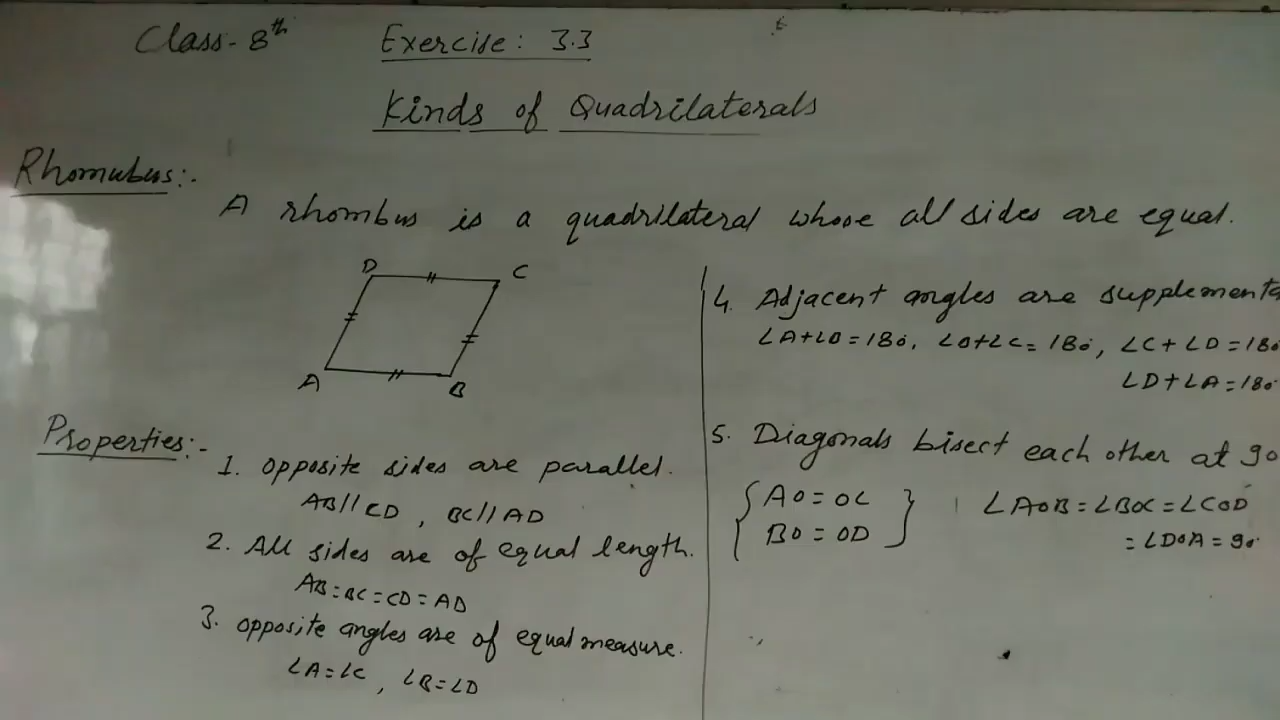 Class- 8th Exercise: 3.3
Kinds of Quadrilaterals
Rhomubus:-
A rhombus is a quadrilateral whose all sides are equal.
D C
A B
Properties:-
1. Opposite sides are parallel.
AB//CD, BC//AD
2. All sides are of equal length.
AB=BC=CD=AD
3. Opposite angles are of equal measure.
∠A=∠C, ∠B=∠D
4. Adjacent angles are supplementa
∠A+∠B=180°, ∠B+∠C=180°, ∠C+∠D=180
∠D+∠A=180°
5. Diagonals bisect each other at 90
{AO=OC
BO=OD}
∠AOB=∠BOC=∠COD
=∠DOA=90°